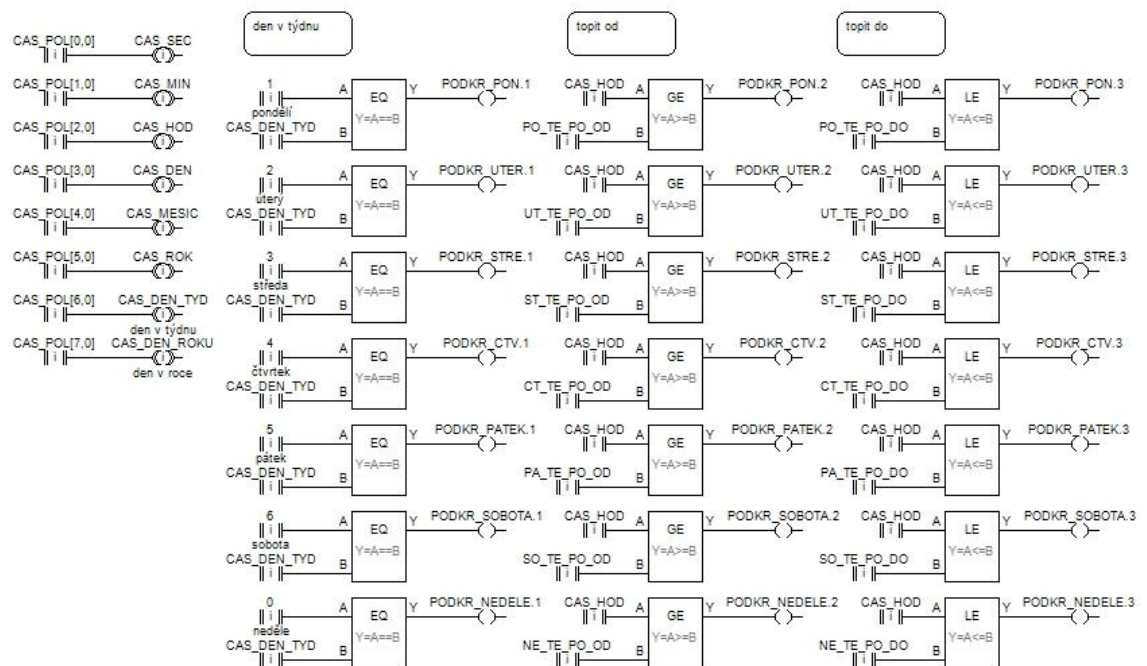 den v týdnu
topit od
topit do
CAS_POL[0,0] CAS_SEC
i i
CAS_POL[1,0] CAS_MIN
i i
CAS_POL[2,0] CAS_HOD
i i
CAS_POL[3,0] CAS_DEN
i i
CAS_POL[4,0] CAS_MESIC
i i
CAS_POL[5,0] CAS_ROK
i i
CAS_POL[6,0] CAS_DEN_TYD
i i
den v týdnu
CAS_POL[7,0] CAS_DEN_ROKU
i i
den v roce
1 A EQ Y PODKR_PON.1 CAS_HOD A GE Y PODKR_PON.2 CAS_HOD A LE Y PODKR_PON.3
i i i
pondělí Y=A==B Y=A>=B Y=A<=B
CAS_DEN_TYD B PO_TE_PO_OD B PO_TE_PO_DO B
i i i
2 A EQ Y PODKR_UTER.1 CAS_HOD A GE Y PODKR_UTER.2 CAS_HOD A LE Y PODKR_UTER.3
i i i
úterý Y=A==B Y=A>=B Y=A<=B
CAS_DEN_TYD B UT_TE_PO_OD B UT_TE_PO_DO B
i i i
3 A EQ Y PODKR_STRE.1 CAS_HOD A GE Y PODKR_STRE.2 CAS_HOD A LE Y PODKR_STRE.3
i i i
středa Y=A==B Y=A>=B Y=A<=B
CAS_DEN_TYD B ST_TE_PO_OD B ST_TE_PO_DO B
i i i
4 A EQ Y PODKR_CTV.1 CAS_HOD A GE Y PODKR_CTV.2 CAS_HOD A LE Y PODKR_CTV.3
i i i
čtvrtek Y=A==B Y=A>=B Y=A<=B
CAS_DEN_TYD B CT_TE_PO_OD B CT_TE_PO_DO B
i i i
5 A EQ Y PODKR_PATEK.1 CAS_HOD A GE Y PODKR_PATEK.2 CAS_HOD A LE Y PODKR_PATEK.3
i i i
pátek Y=A==B Y=A>=B Y=A<=B
CAS_DEN_TYD B PA_TE_PO_OD B PA_TE_PO_DO B
i i i
6 A EQ Y PODKR_SOBOTA.1 CAS_HOD A GE Y PODKR_SOBOTA.2 CAS_HOD A LE Y PODKR_SOBOTA.3
i i i
sobota Y=A==B Y=A>=B Y=A<=B
CAS_DEN_TYD B SO_TE_PO_OD B SO_TE_PO_DO B
i i i
0 A EQ Y PODKR_NEDELE.1 CAS_HOD A GE Y PODKR_NEDELE.2 CAS_HOD A LE Y PODKR_NEDELE.3
i i i
neděle Y=A==B Y=A>=B Y=A<=B
CAS_DEN_TYD B NE_TE_PO_OD B NE_TE_PO_DO B
i i i